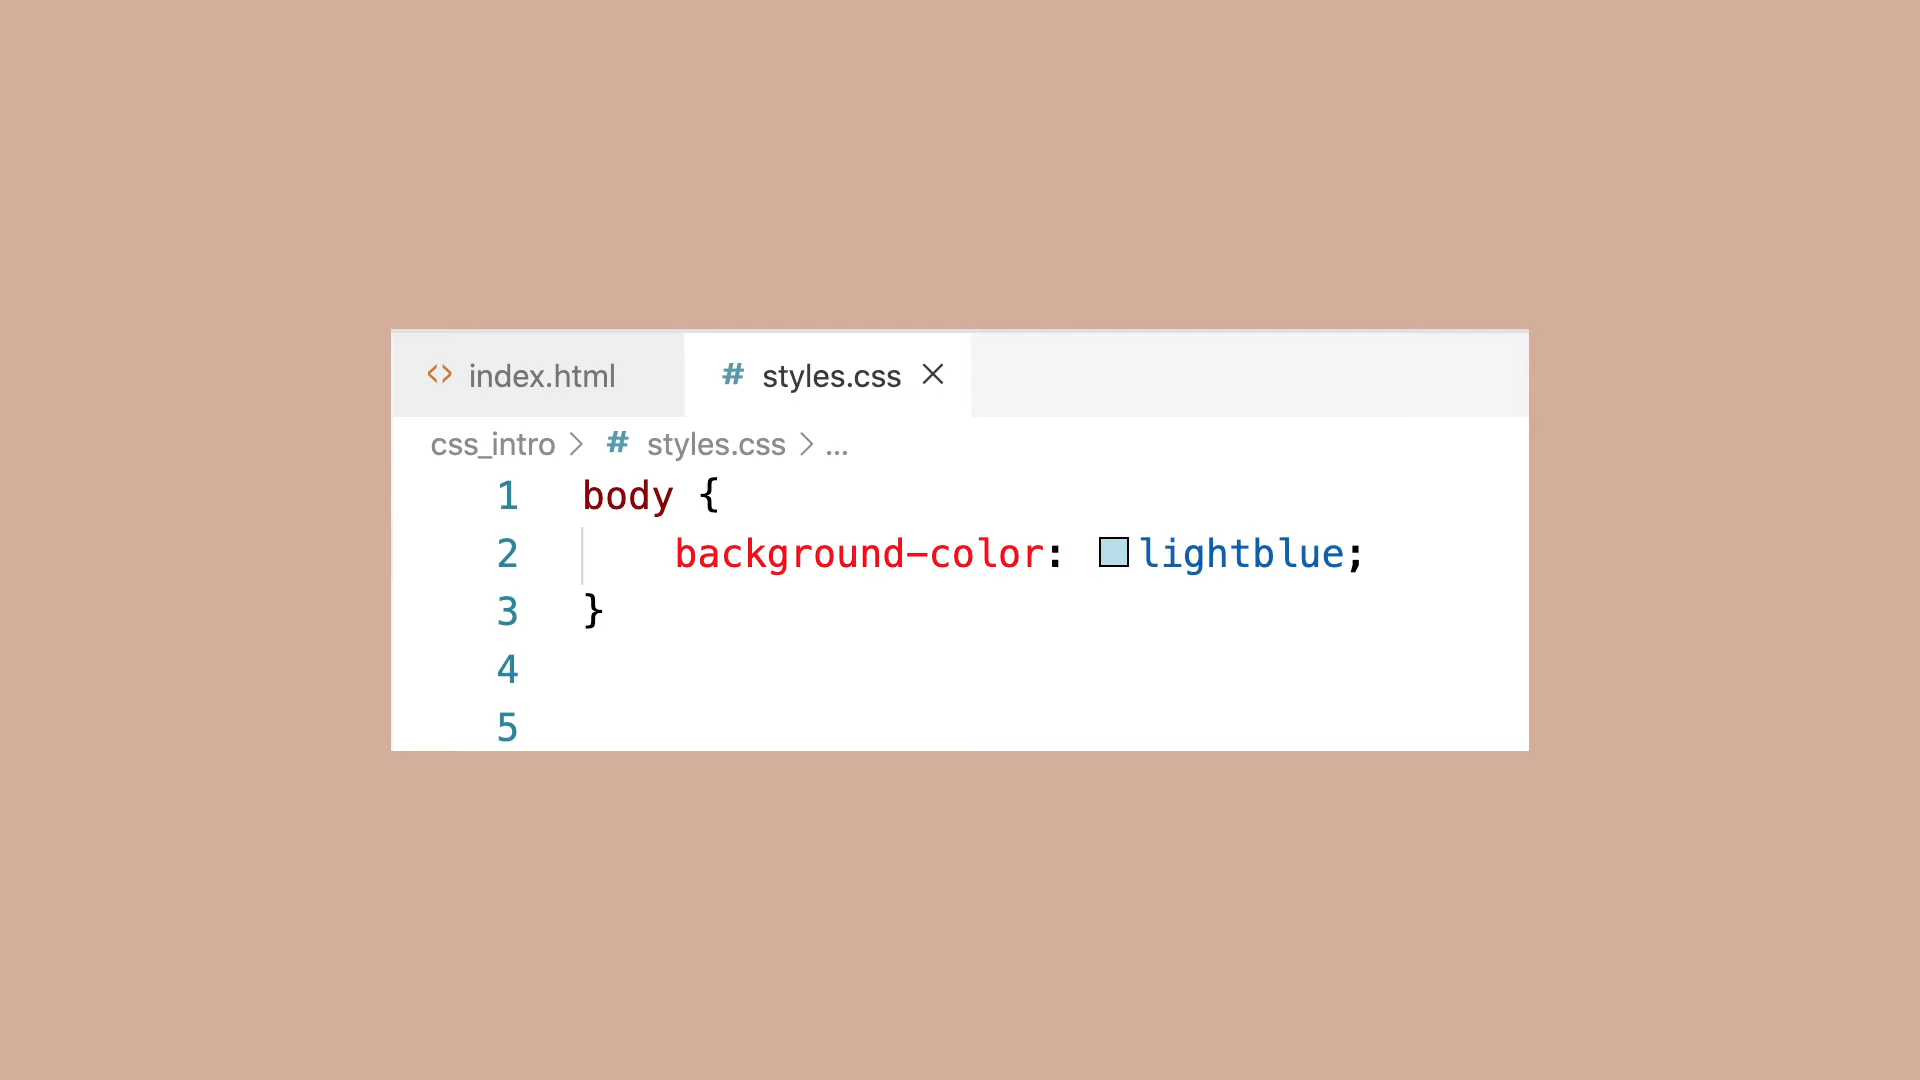 <> index.html # styles.css ×
css_intro > # styles.css > ...
1 body {
2 background-color: lightblue;
3 }
4
5